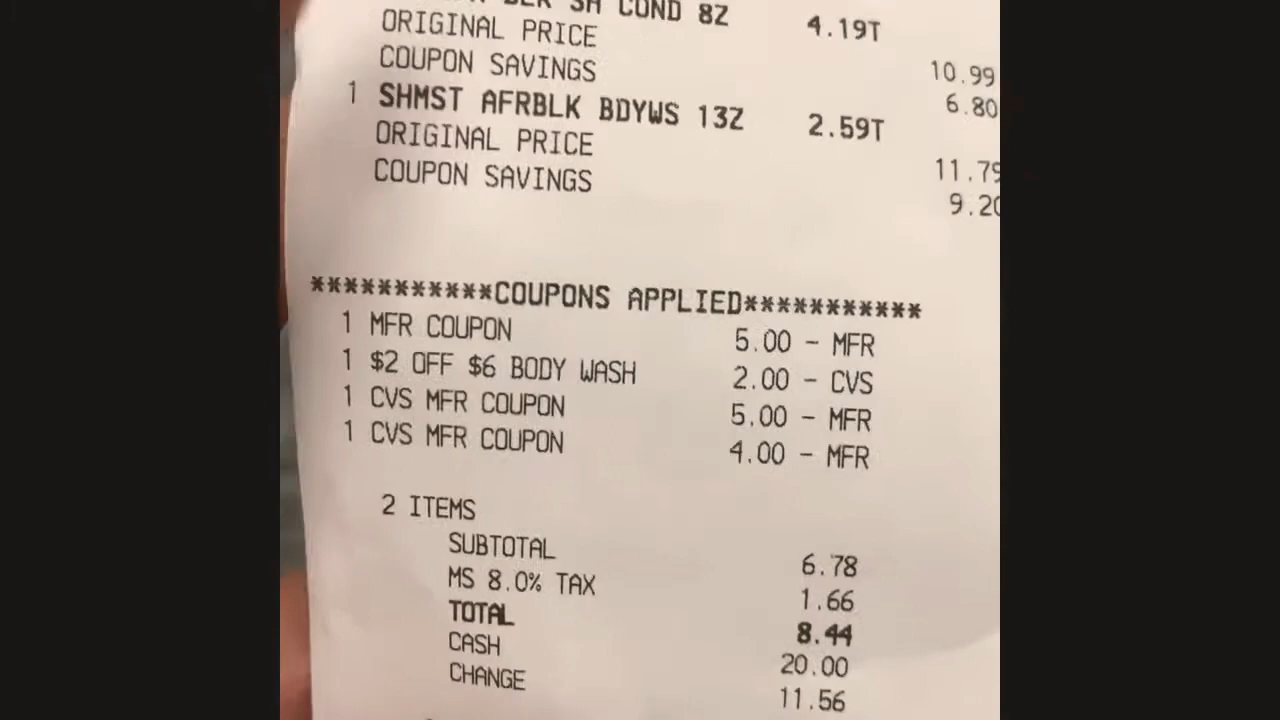 SH COND 8Z 4.19T
ORIGINAL PRICE 10.99
COUPON SAVINGS 6.80
1 SHMST AFRBLK BDYWS 13Z 2.59T
ORIGINAL PRICE 11.79
COUPON SAVINGS 9.20
***********COUPONS APPLIED***********
1 MFR COUPON 5.00 - MFR
1 $2 OFF $6 BODY WASH 2.00 - CVS
1 CVS MFR COUPON 5.00 - MFR
1 CVS MFR COUPON 4.00 - MFR
2 ITEMS
SUBTOTAL 6.78
MS 8.0% TAX 1.66
TOTAL 8.44
CASH 20.00
CHANGE 11.56